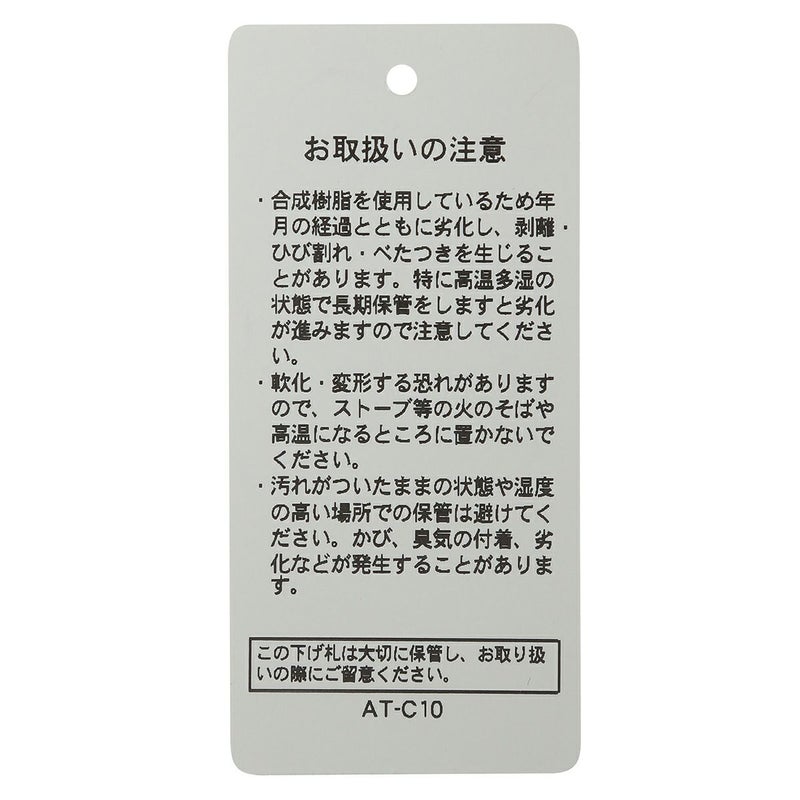 お取扱いの注意
・合成樹脂を使用しているため年
月の経過とともに劣化し、剥離・
ひび割れ・べたつきを生じるこ
とがあります。特に高温多湿の
状態で長期保管をしますと劣化
が進みますので注意してくださ
い。
・軟化・変形する恐れがあります
ので、ストーブ等の火のそばや
高温になるところに置かないで
ください。
・汚れがついたままの状態や湿度
の高い場所での保管は避けてく
ださい。かび、臭気の付着、劣
化などが発生することがありま
す。
この下げ札は大切に保管し、お取り扱
いの際にご留意ください。
AT-C10